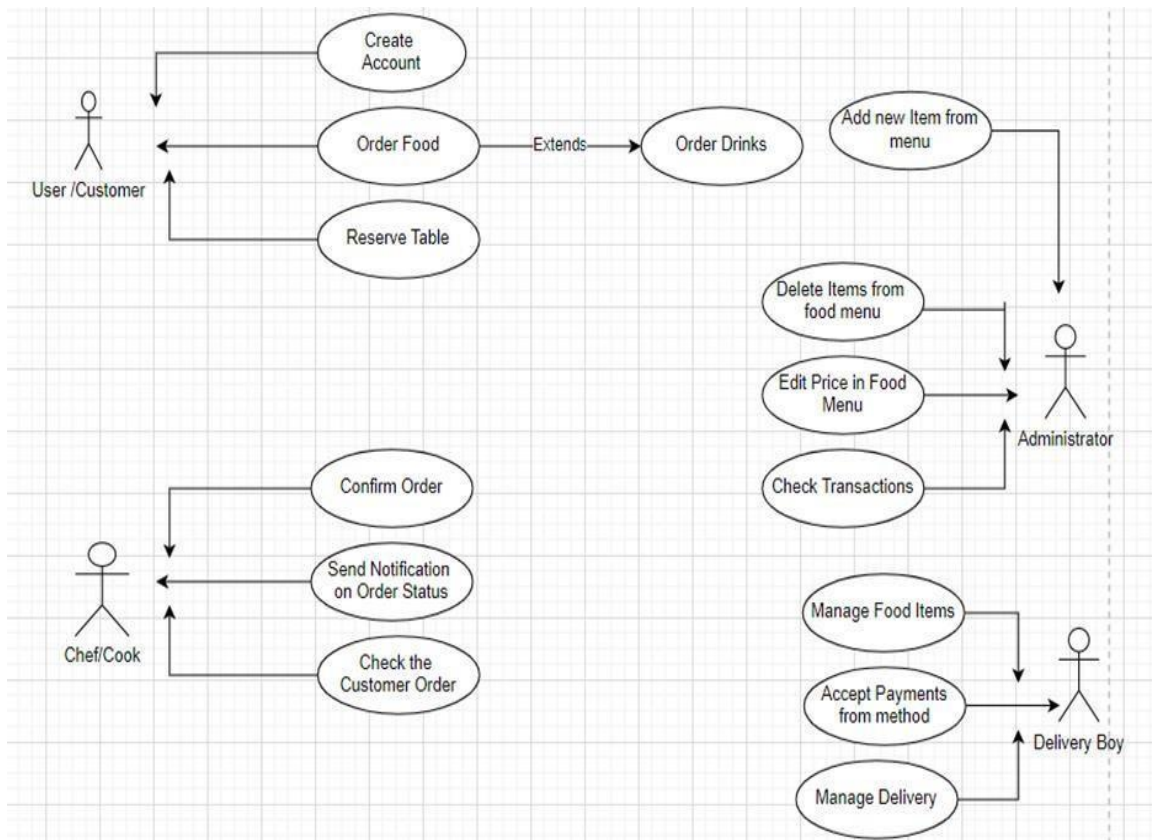 Create
Account
Order Food
Extends
Order Drinks
Add new Item from
menu
User /Customer
Reserve Table
Delete Items from
food menu
Edit Price in Food
Menu
Administrator
Check Transactions
Confirm Order
Send Notification
on Order Status
Chef/Cook
Check the
Customer Order
Manage Food Items
Accept Payments
from method
Delivery Boy
Manage Delivery